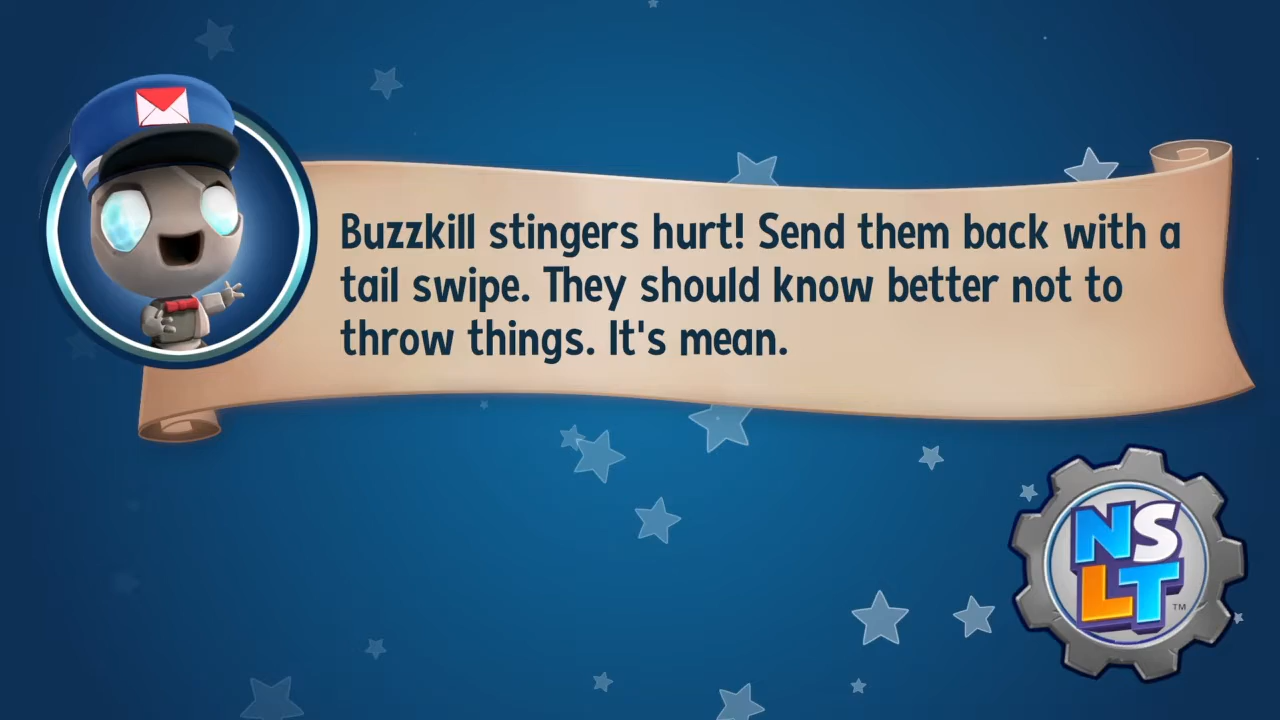 Buzzkill stingers hurt! Send them back with a
tail swipe. They should know better not to
throw things. It's mean.
NS
LT
TM